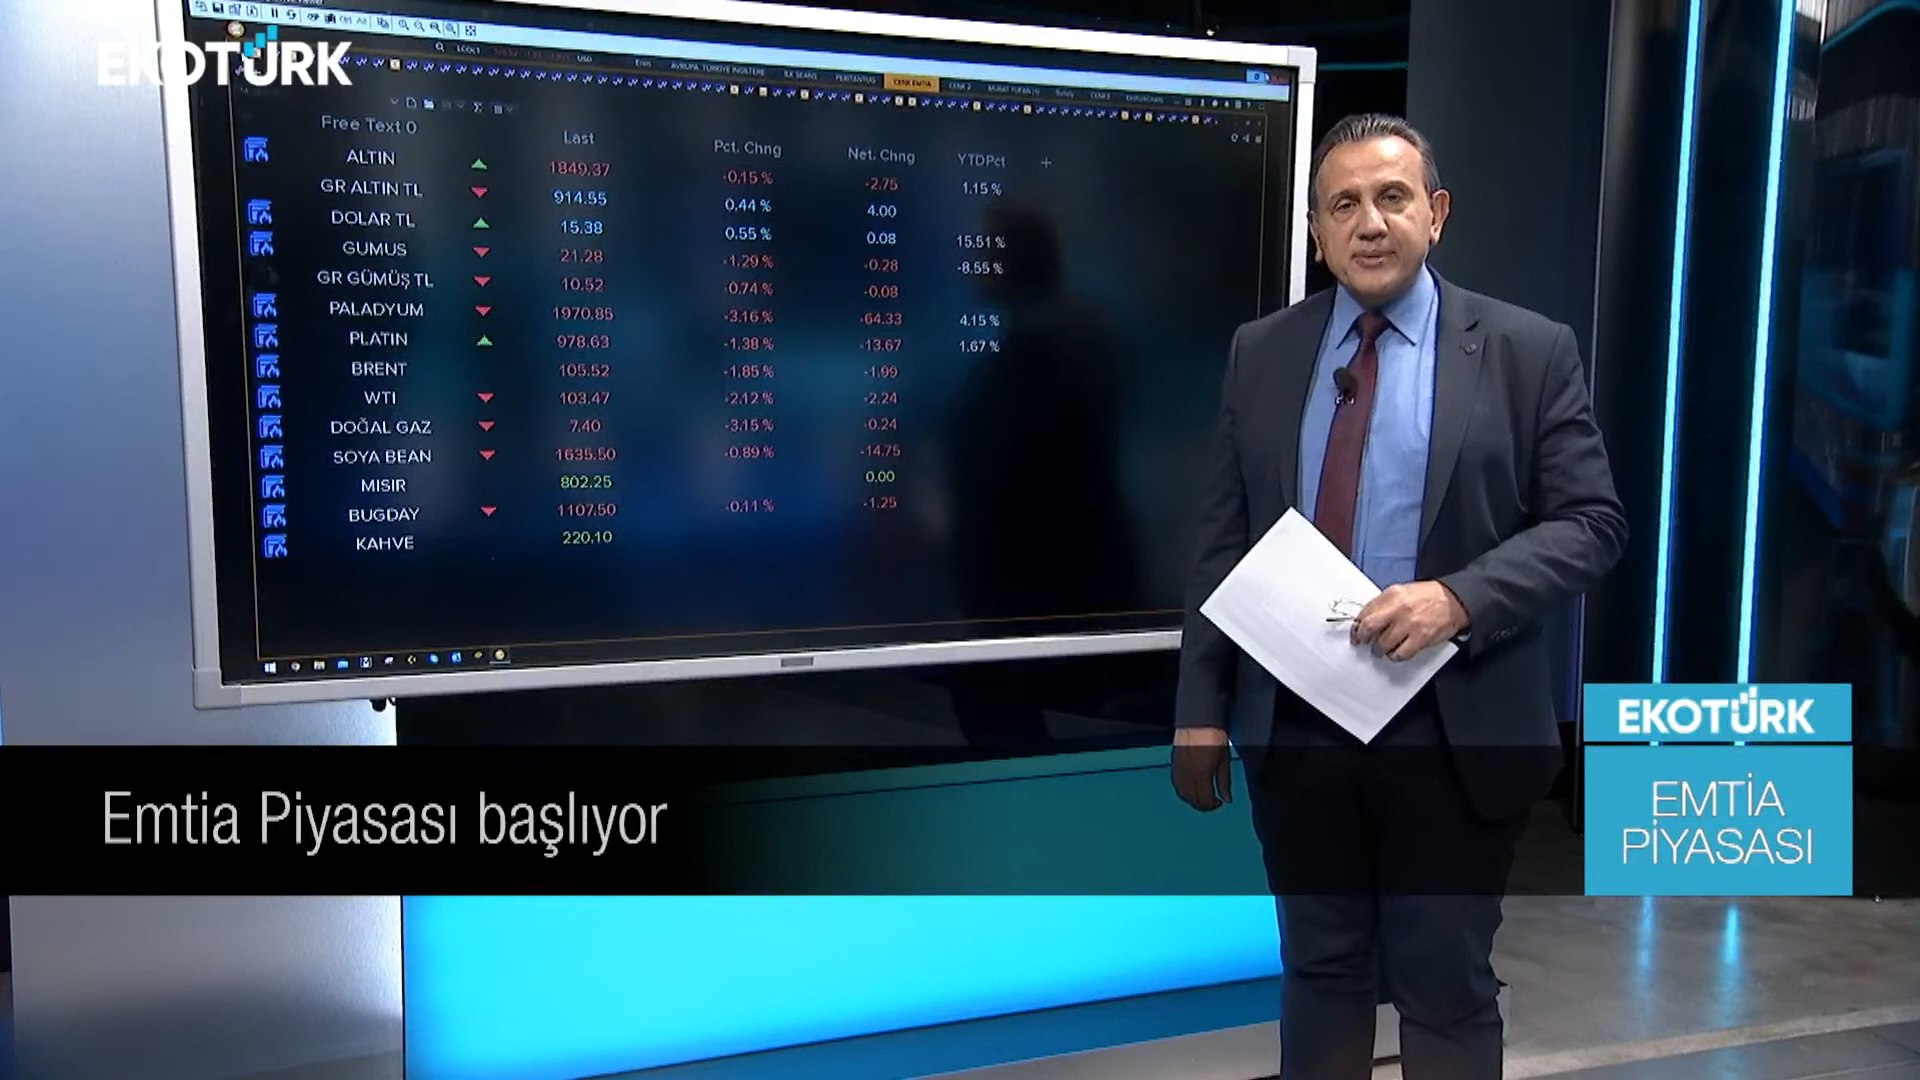 EKOTÜRK
Free Text 0 Last Pct. Chng Net. Chng YTDPct +
ALTIN 1849.37 -0.15 % -2.75 1.15 %
GR ALTIN TL 914.55 0.44 % 4.00
DOLAR TL 15.38 0.55 % 0.08 15.51 %
GUMUS 21.28 -1.29 % -0.28 -8.55 %
GR GÜMÜŞ TL 10.52 -0.74 % -0.08
PALADYUM 1970.85 -3.16 % -64.33 4.15 %
PLATIN 978.63 -1.38 % -13.67 1.67 %
BRENT 105.52 -1.85 % -1.99
WTI 103.47 -2.12 % -2.24
DOĞAL GAZ 7.40 -3.15 % -0.24
SOYA BEAN 1635.50 -0.89 % -14.75
MISIR 802.25 0.00
BUGDAY 1107.50 -0.11 % -1.25
KAHVE 220.10
Emtia Piyasası başlıyor
EKOTÜRK
EMTİA
PİYASASI